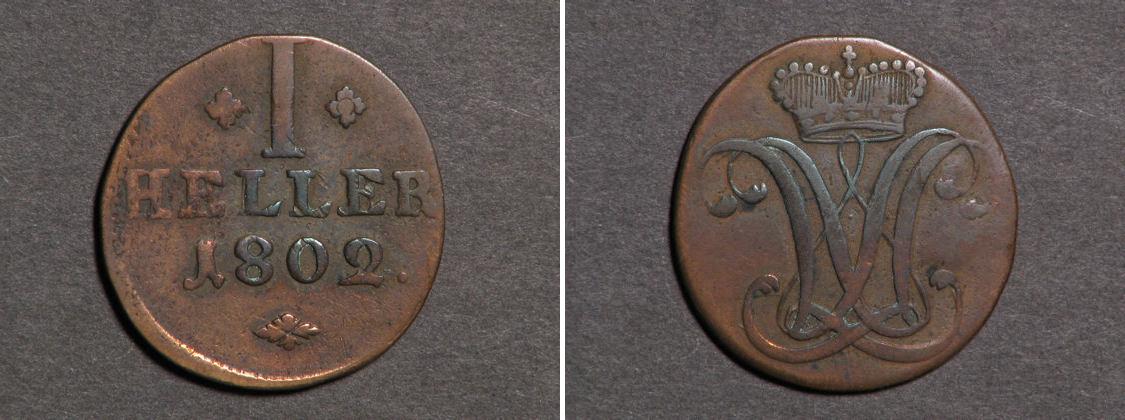 I
HELLER
1802.